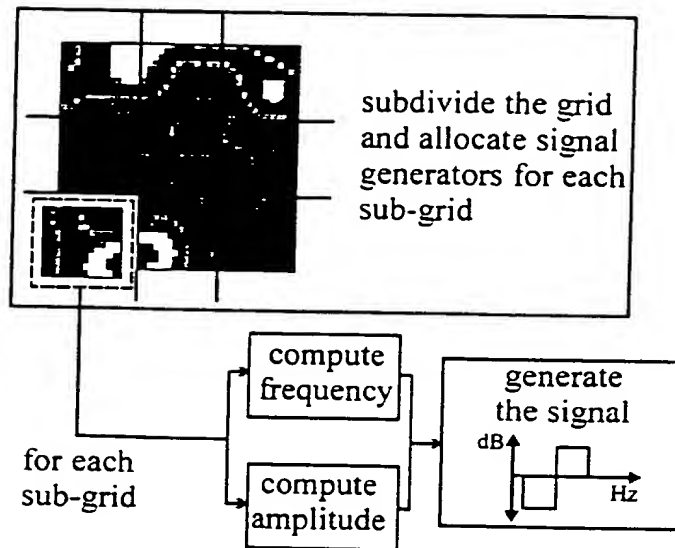 subdivide the grid
and allocate signal
generators for each
sub-grid
compute
frequency
generate
the signal
dB
Hz
for each
sub-grid
compute
amplitude